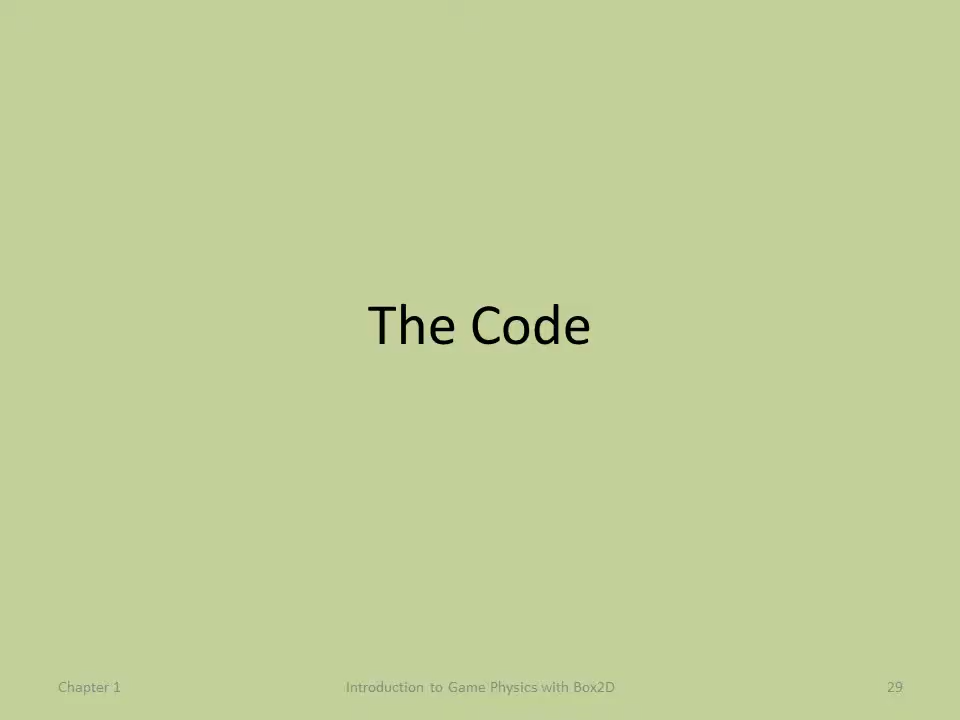 The Code
Chapter 1
Introduction to Game Physics with Box2D
29